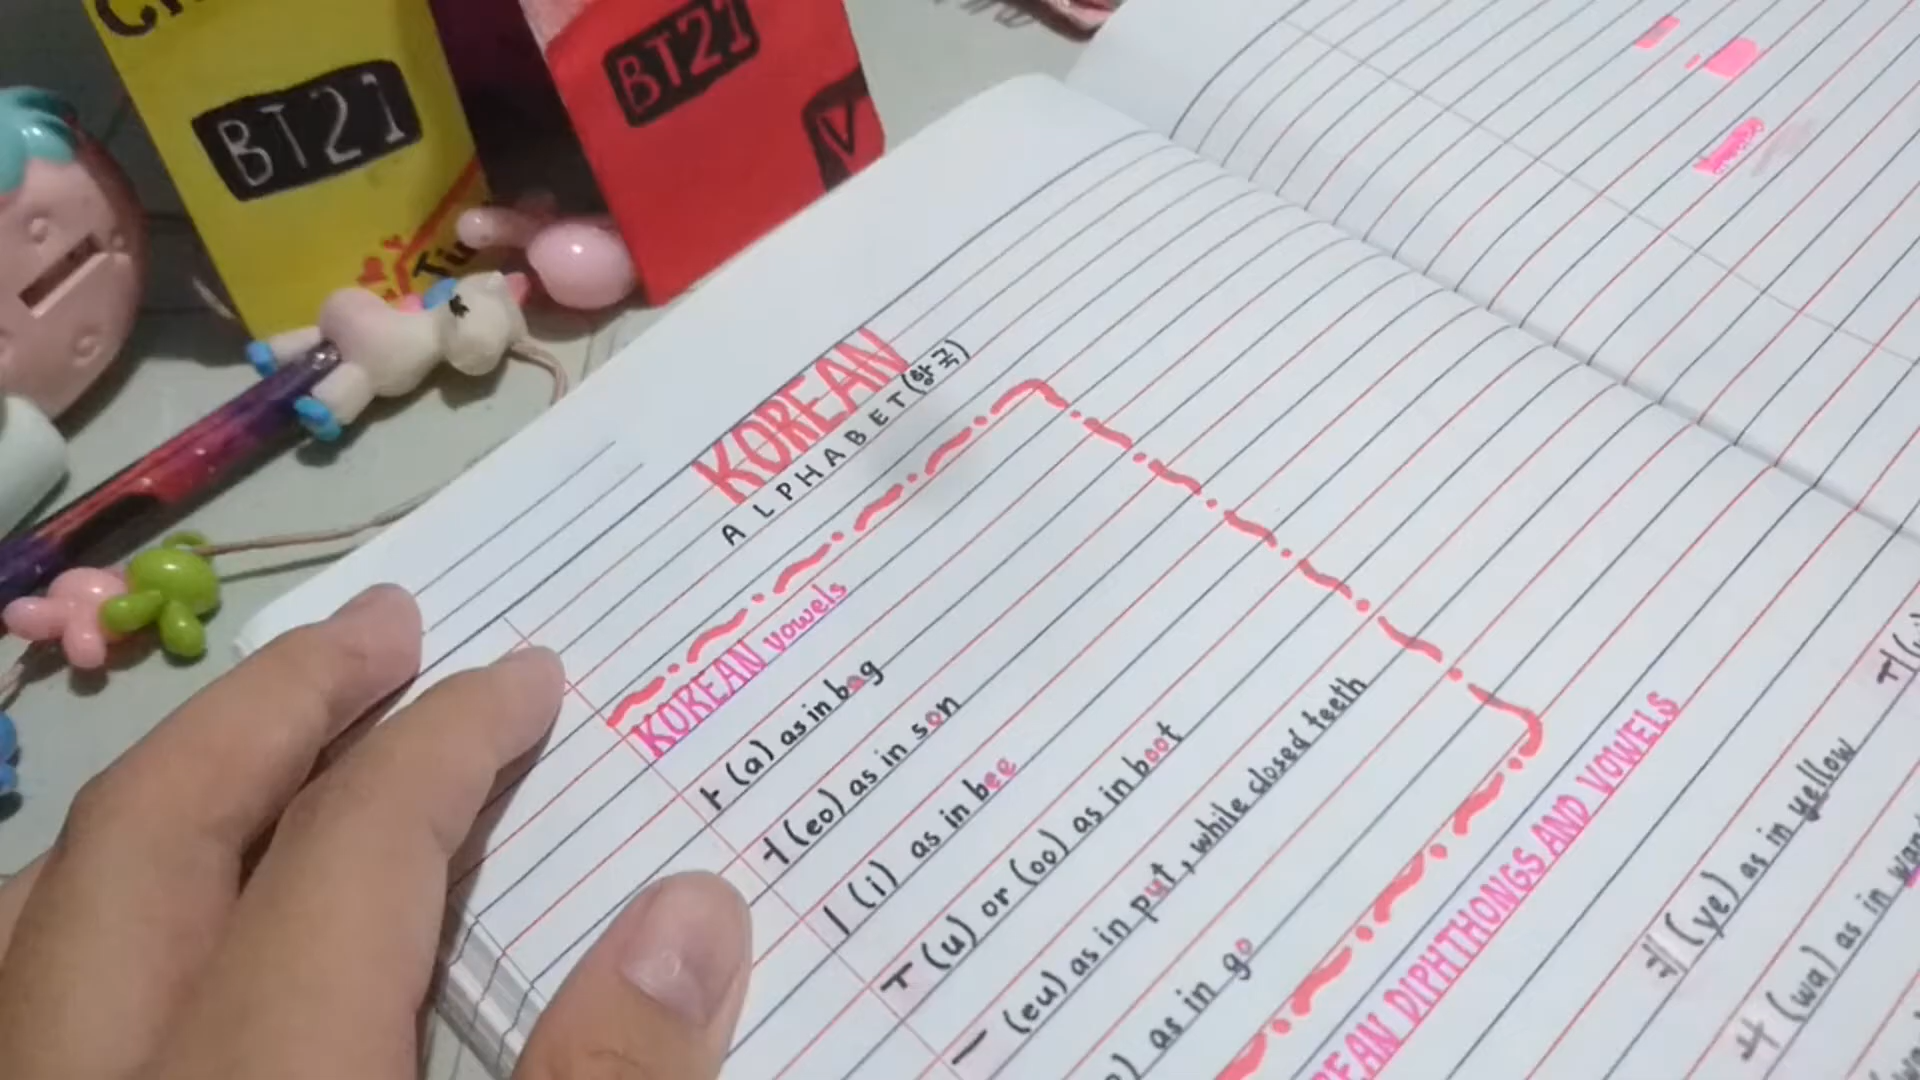 BT21
BT21
V
KOREAN
ALPHABET (항국)
KOREAN vowels
ㅏ (a) as in bag
ㅓ (eo) as in son
ㅣ (i) as in bee
ㅜ (u) or (oo) as in boot
ㅡ (eu) as in put, while closed teeth
as in go
DIPHTHONGS AND VOWELS
(ye) as in yellow
(wa) as in